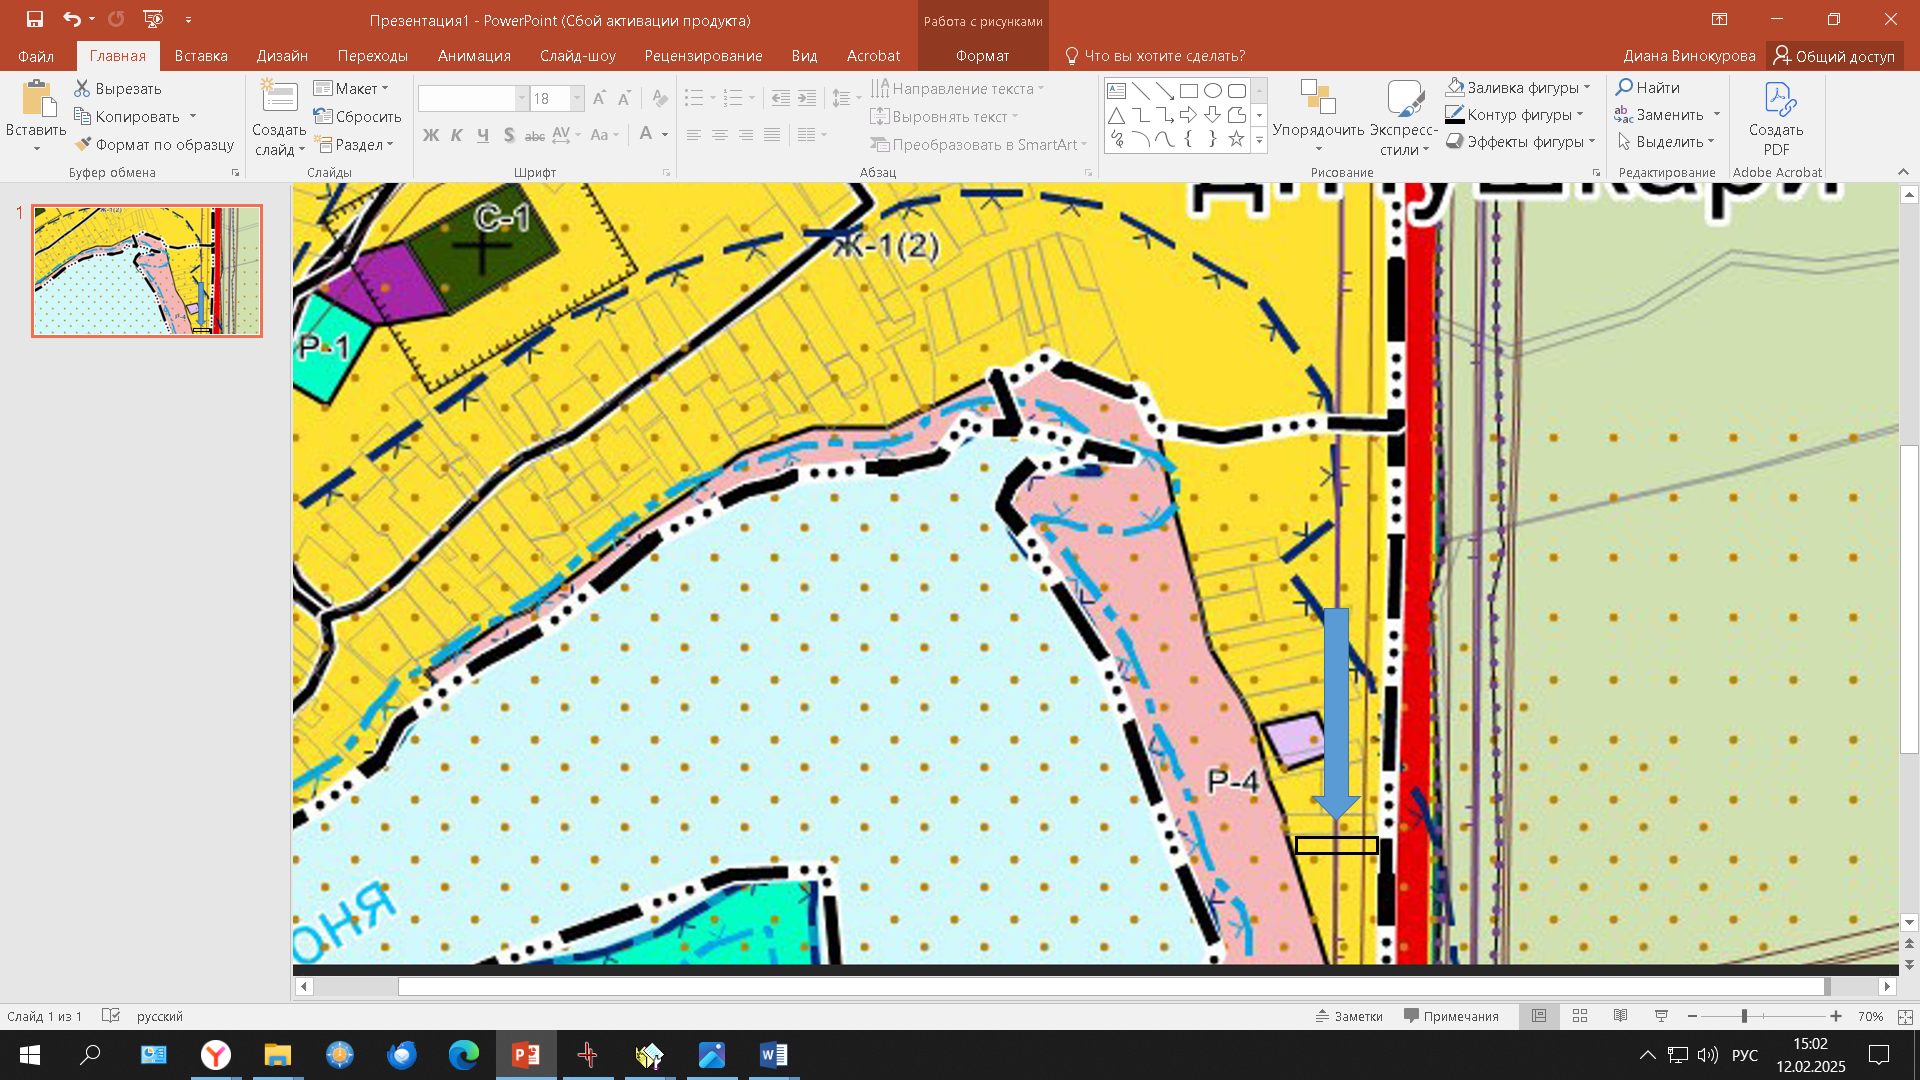 Презентация1 - PowerPoint (Сбой активации продукта)
Работа с рисунками
Файл
Главная
Вставка
Дизайн
Переходы
Анимация
Слайд-шоу
Рецензирование
Вид
Acrobat
Формат
Что вы хотите сделать?
Диана Винокурова
Общий доступ
Вставить
Вырезать
Копировать
Формат по образцу
Буфер обмена
Создать слайд
Макет
Сбросить
Раздел
Слайды
18
Ж К Ч S abc AV Aa А
Шрифт
Направление текста
Выровнять текст
Преобразовать в SmartArt
Абзац
Упорядочить
Экспресс-стили
Заливка фигуры
Контур фигуры
Эффекты фигуры
Рисование
Найти
Заменить
Выделить
Редактирование
Создать PDF
Adobe Acrobat
1
С-1
Ж-1(2)
Р-1
Р-4
Слайд 1 из 1
русский
Заметки
Примечания
70%
РУС
15:02
12.02.2025